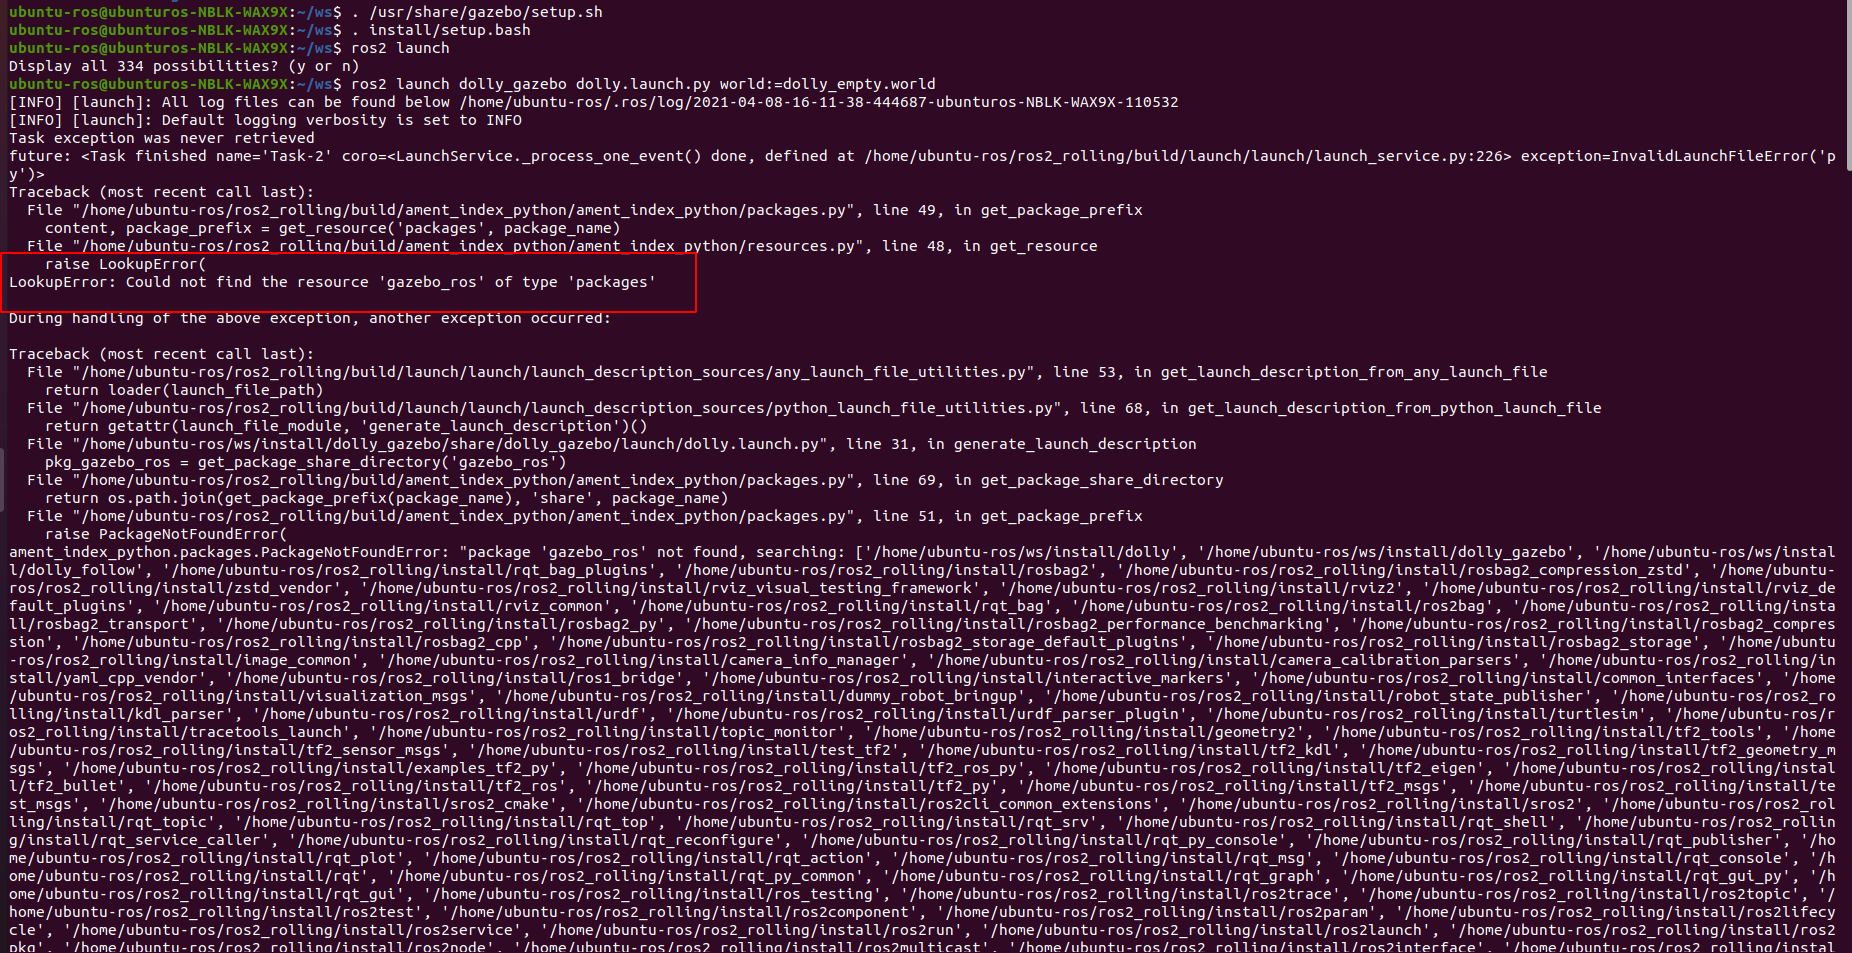 ubuntu-ros@ubunturos-NBLK-WAX9X:~/ws$ . /usr/share/gazebo/setup.sh
ubuntu-ros@ubunturos-NBLK-WAX9X:~/ws$ . install/setup.bash
ubuntu-ros@ubunturos-NBLK-WAX9X:~/ws$ ros2 launch
Display all 334 possibilities? (y or n)
ubuntu-ros@ubunturos-NBLK-WAX9X:~/ws$ ros2 launch dolly_gazebo dolly.launch.py world:=dolly_empty.world
[INFO] [launch]: All log files can be found below /home/ubuntu-ros/.ros/log/2021-04-08-16-11-38-444687-ubunturos-NBLK-WAX9X-110532
[INFO] [launch]: Default logging verbosity is set to INFO
Task exception was never retrieved
future: <Task finished name='Task-2' coro=<LaunchService._process_one_event() done, defined at /home/ubuntu-ros/ros2_rolling/build/launch/launch/launch_service.py:226> exception=InvalidLaunchFileError('p
y')>
Traceback (most recent call last):
  File "/home/ubuntu-ros/ros2_rolling/build/ament_index_python/ament_index_python/packages.py", line 49, in get_package_prefix
    content, package_prefix = get_resource('packages', package_name)
  File "/home/ubuntu-ros/ros2_rolling/build/ament_index_python/ament_index_python/resources.py", line 48, in get_resource
    raise LookupError(
LookupError: Could not find the resource 'gazebo_ros' of type 'packages'
During handling of the above exception, another exception occurred:
Traceback (most recent call last):
  File "/home/ubuntu-ros/ros2_rolling/build/launch/launch/launch_description_sources/any_launch_file_utilities.py", line 53, in get_launch_description_from_any_launch_file
    return loader(launch_file_path)
  File "/home/ubuntu-ros/ros2_rolling/build/launch/launch/launch_description_sources/python_launch_file_utilities.py", line 68, in get_launch_description_from_python_launch_file
    return getattr(launch_file_module, 'generate_launch_description')()
  File "/home/ubuntu-ros/ws/install/dolly_gazebo/share/dolly_gazebo/launch/dolly.launch.py", line 31, in generate_launch_description
    pkg_gazebo_ros = get_package_share_directory('gazebo_ros')
  File "/home/ubuntu-ros/ros2_rolling/build/ament_index_python/ament_index_python/packages.py", line 69, in get_package_share_directory
    return os.path.join(get_package_prefix(package_name), 'share', package_name)
  File "/home/ubuntu-ros/ros2_rolling/build/ament_index_python/ament_index_python/packages.py", line 51, in get_package_prefix
    raise PackageNotFoundError(
ament_index_python.packages.PackageNotFoundError: "package 'gazebo_ros' not found, searching: ['/home/ubuntu-ros/ws/install/dolly', '/home/ubuntu-ros/ws/install/dolly_gazebo', '/home/ubuntu-ros/ws/instal
l/dolly_follow', '/home/ubuntu-ros/ros2_rolling/install/rqt_bag_plugins', '/home/ubuntu-ros/ros2_rolling/install/rosbag2', '/home/ubuntu-ros/ros2_rolling/install/rosbag2_compression_zstd', '/home/ubuntu-
ros/ros2_rolling/install/zstd_vendor', '/home/ubuntu-ros/ros2_rolling/install/rviz_visual_testing_framework', '/home/ubuntu-ros/ros2_rolling/install/rviz2', '/home/ubuntu-ros/ros2_rolling/install/rviz_de
fault_plugins', '/home/ubuntu-ros/ros2_rolling/install/rviz_common', '/home/ubuntu-ros/ros2_rolling/install/rqt_bag', '/home/ubuntu-ros/ros2_rolling/install/ros2bag', '/home/ubuntu-ros/ros2_rolling/insta
ll/rosbag2_transport', '/home/ubuntu-ros/ros2_rolling/install/rosbag2_py', '/home/ubuntu-ros/ros2_rolling/install/rosbag2_performance_benchmarking', '/home/ubuntu-ros/ros2_rolling/install/rosbag2_compres
sion', '/home/ubuntu-ros/ros2_rolling/install/rosbag2_cpp', '/home/ubuntu-ros/ros2_rolling/install/rosbag2_storage_default_plugins', '/home/ubuntu-ros/ros2_rolling/install/rosbag2_storage', '/home/ubuntu
-ros/ros2_rolling/install/image_common', '/home/ubuntu-ros/ros2_rolling/install/camera_info_manager', '/home/ubuntu-ros/ros2_rolling/install/camera_calibration_parsers', '/home/ubuntu-ros/ros2_rolling/in
stall/yaml_cpp_vendor', '/home/ubuntu-ros/ros2_rolling/install/ros1_bridge', '/home/ubuntu-ros/ros2_rolling/install/interactive_markers', '/home/ubuntu-ros/ros2_rolling/install/common_interfaces', '/home
/ubuntu-ros/ros2_rolling/install/visualization_msgs', '/home/ubuntu-ros/ros2_rolling/install/dummy_robot_bringup', '/home/ubuntu-ros/ros2_rolling/install/robot_state_publisher', '/home/ubuntu-ros/ros2_ro
lling/install/kdl_parser', '/home/ubuntu-ros/ros2_rolling/install/urdf', '/home/ubuntu-ros/ros2_rolling/install/urdf_parser_plugin', '/home/ubuntu-ros/ros2_rolling/install/turtlesim', '/home/ubuntu-ros/r
os2_rolling/install/tracetools_launch', '/home/ubuntu-ros/ros2_rolling/install/topic_monitor', '/home/ubuntu-ros/ros2_rolling/install/geometry2', '/home/ubuntu-ros/ros2_rolling/install/tf2_tools', '/home
/ubuntu-ros/ros2_rolling/install/tf2_sensor_msgs', '/home/ubuntu-ros/ros2_rolling/install/test_tf2', '/home/ubuntu-ros/ros2_rolling/install/tf2_kdl', '/home/ubuntu-ros/ros2_rolling/install/tf2_geometry_m
sgs', '/home/ubuntu-ros/ros2_rolling/install/examples_tf2_py', '/home/ubuntu-ros/ros2_rolling/install/tf2_ros_py', '/home/ubuntu-ros/ros2_rolling/install/tf2_eigen', '/home/ubuntu-ros/ros2_rolling/instal
l/tf2_bullet', '/home/ubuntu-ros/ros2_rolling/install/tf2_ros', '/home/ubuntu-ros/ros2_rolling/install/tf2_py', '/home/ubuntu-ros/ros2_rolling/install/tf2_msgs', '/home/ubuntu-ros/ros2_rolling/install/te
st_msgs', '/home/ubuntu-ros/ros2_rolling/install/sros2_cmake', '/home/ubuntu-ros/ros2_rolling/install/ros2cli_common_extensions', '/home/ubuntu-ros/ros2_rolling/install/sros2', '/home/ubuntu-ros/ros2_rol
ling/install/rqt_topic', '/home/ubuntu-ros/ros2_rolling/install/rqt_top', '/home/ubuntu-ros/ros2_rolling/install/rqt_srv', '/home/ubuntu-ros/ros2_rolling/install/rqt_shell', '/home/ubuntu-ros/ros2_rollin
g/install/rqt_service_caller', '/home/ubuntu-ros/ros2_rolling/install/rqt_reconfigure', '/home/ubuntu-ros/ros2_rolling/install/rqt_py_console', '/home/ubuntu-ros/ros2_rolling/install/rqt_publisher', '/ho
me/ubuntu-ros/ros2_rolling/install/rqt_plot', '/home/ubuntu-ros/ros2_rolling/install/rqt_action', '/home/ubuntu-ros/ros2_rolling/install/rqt_msg', '/home/ubuntu-ros/ros2_rolling/install/rqt_console', '/h
ome/ubuntu-ros/ros2_rolling/install/rqt', '/home/ubuntu-ros/ros2_rolling/install/rqt_py_common', '/home/ubuntu-ros/ros2_rolling/install/rqt_graph', '/home/ubuntu-ros/ros2_rolling/install/rqt_gui_py', '/h
ome/ubuntu-ros/ros2_rolling/install/rqt_gui', '/home/ubuntu-ros/ros2_rolling/install/ros_testing', '/home/ubuntu-ros/ros2_rolling/install/ros2trace', '/home/ubuntu-ros/ros2_rolling/install/ros2topic', '/
home/ubuntu-ros/ros2_rolling/install/ros2test', '/home/ubuntu-ros/ros2_rolling/install/ros2component', '/home/ubuntu-ros/ros2_rolling/install/ros2param', '/home/ubuntu-ros/ros2_rolling/install/ros2lifecy
cle', '/home/ubuntu-ros/ros2_rolling/install/ros2service', '/home/ubuntu-ros/ros2_rolling/install/ros2run', '/home/ubuntu-ros/ros2_rolling/install/ros2launch', '/home/ubuntu-ros/ros2_rolling/install/ros2
pkg', '/home/ubuntu-ros/ros2_rolling/install/ros2node', '/home/ubuntu-ros/ros2_rolling/install/ros2multicast', '/home/ubuntu-ros/ros2_rolling/install/ros2interface', '/home/ubuntu-ros/ros2_rolling/instal